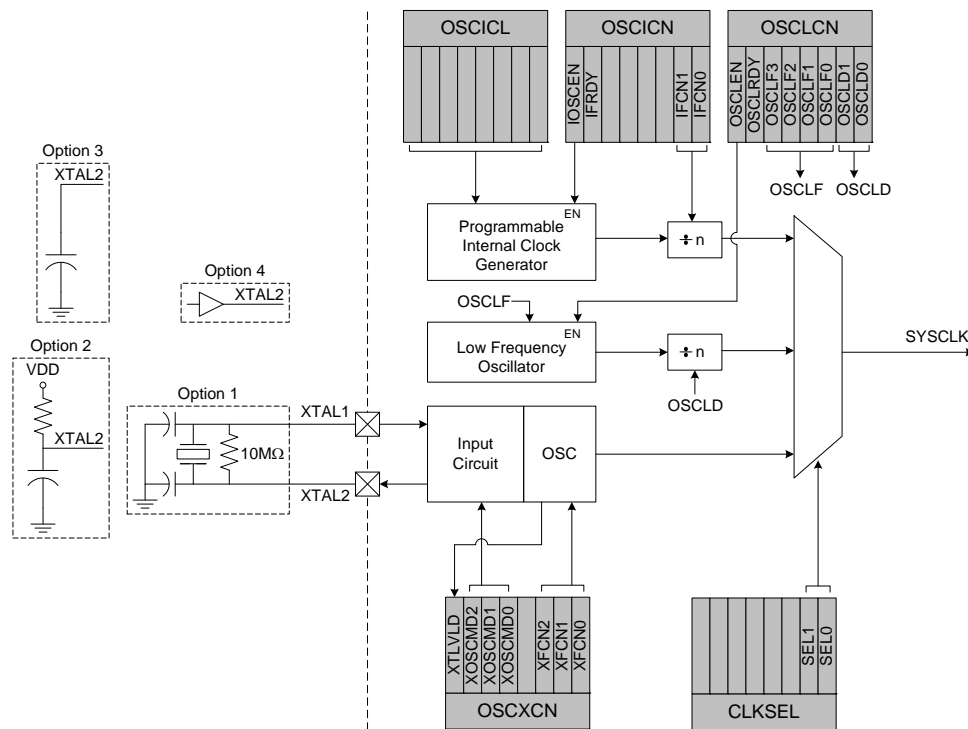 OSCICL
OSCICN
OSCLCN
IOSCEN
IFRDY
IFCN1
IFCN0
OSCLEN
OSCLRDY
OSCLF3
OSCLF2
OSCLF1
OSCLF0
OSCLD1
OSCLD0
OSCLF
OSCLD
Option 3
XTAL2
EN
Programmable
Internal Clock
Generator
÷ n
Option 4
XTAL2
OSCLF
EN
Low Frequency
Oscillator
÷ n
OSCLD
SYSCLK
Option 2
VDD
XTAL2
Option 1
10MΩ
XTAL1
XTAL2
Input
Circuit
OSC
XTLVLD
XOSCMD2
XOSCMD1
XOSCMD0
XFCN2
XFCN1
XFCN0
OSCXCN
SEL1
SEL0
CLKSEL